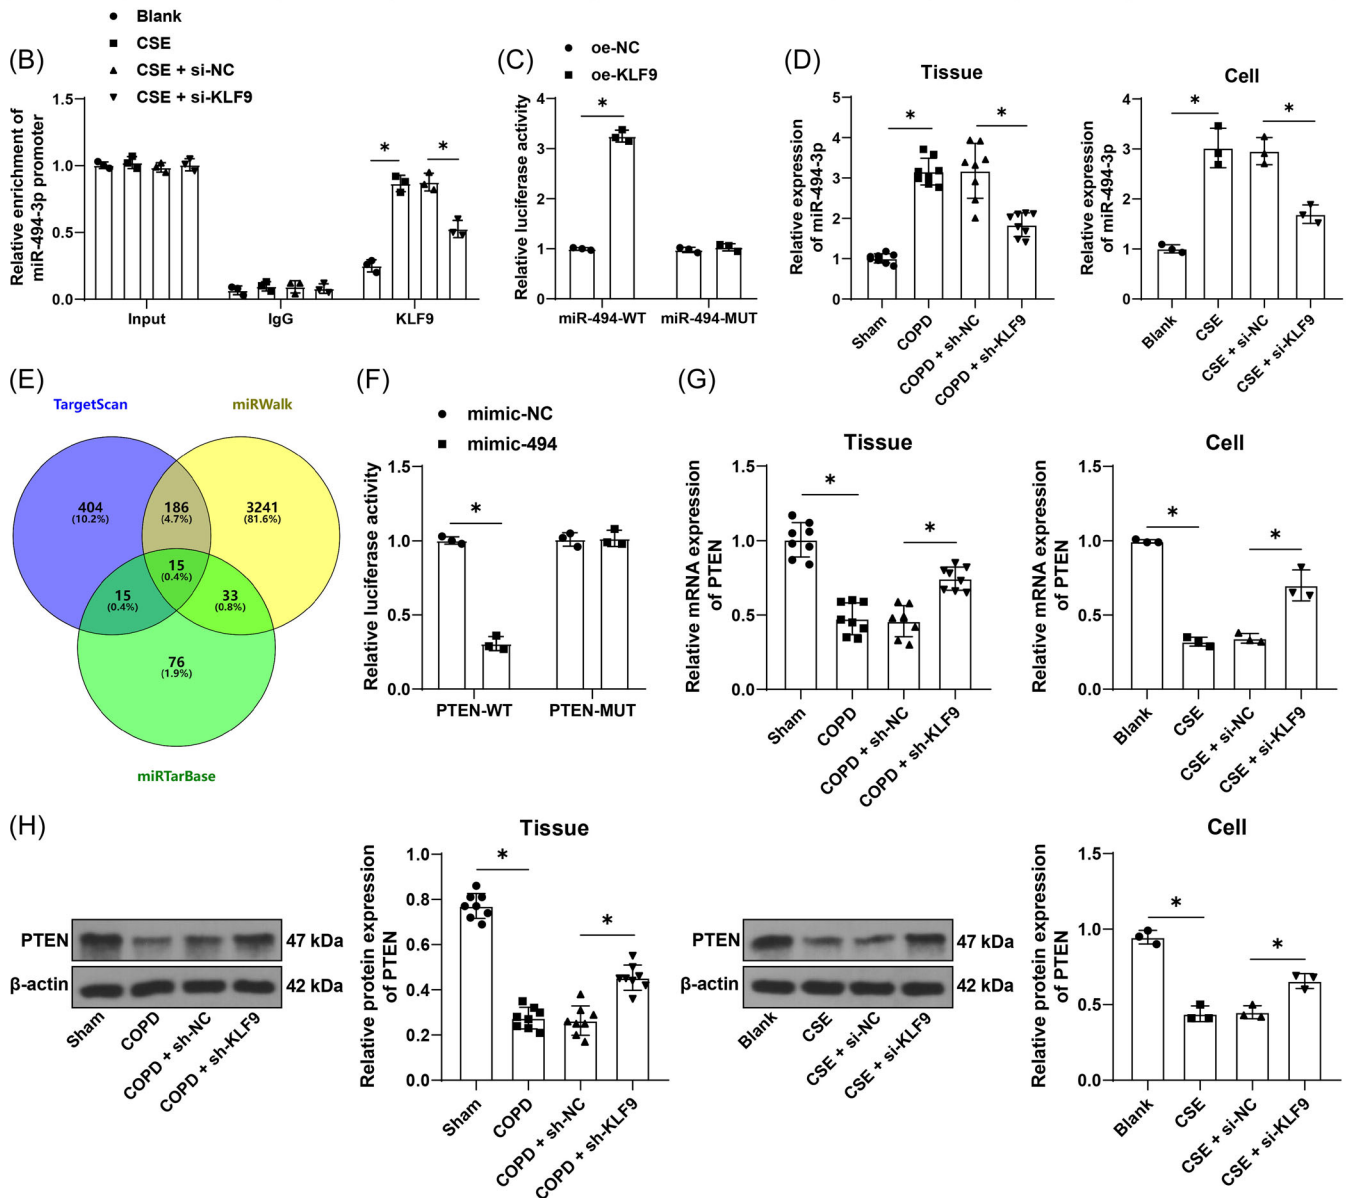 (B)
Blank
CSE
CSE + si-NC
CSE + si-KLF9
Relative enrichment of
miR-494-3p promoter
1.5
1.0
0.5
0.0
*
*
Input
IgG
KLF9
(C)
oe-NC
oe-KLF9
Relative luciferase activity
4
3
2
1
0
*
miR-494-WT
miR-494-MUT
(D)
Tissue
Relative expression
of miR-494-3p
5
4
3
2
1
0
*
*
Sham
COPD
COPD + sh-NC
COPD + sh-KLF9
Cell
Relative expression
of miR-494-3p
4
3
2
1
0
*
*
Blank
CSE
CSE + si-NC
CSE + si-KLF9
(E)
TargetScan
miRWalk
404
(10.2%)
186
(4.7%)
3241
(81.6%)
15
(0.4%)
15
(0.4%)
33
(0.8%)
76
(1.9%)
miRTarBase
(F)
mimic-NC
mimic-494
Relative luciferase activity
1.5
1.0
0.5
0.0
*
PTEN-WT
PTEN-MUT
(G)
Tissue
Relative mRNA expression
of PTEN
1.5
1.0
0.5
0.0
*
*
Sham
COPD
COPD + sh-NC
COPD + sh-KLF9
Cell
Relative mRNA expression
of PTEN
1.5
1.0
0.5
0.0
*
*
Blank
CSE
CSE + si-NC
CSE + si-KLF9
(H)
PTEN
47 kDa
β-actin
42 kDa
Sham
COPD
COPD + sh-NC
COPD + sh-KLF9
Tissue
Relative protein expression
of PTEN
1.0
0.8
0.6
0.4
0.2
0.0
*
*
Sham
COPD
COPD + sh-NC
COPD + sh-KLF9
PTEN
47 kDa
β-actin
42 kDa
Blank
CSE
CSE + si-NC
CSE + si-KLF9
Cell
Relative protein expression
of PTEN
1.5
1.0
0.5
0.0
*
*
Blank
CSE
CSE + si-NC
CSE + si-KLF9